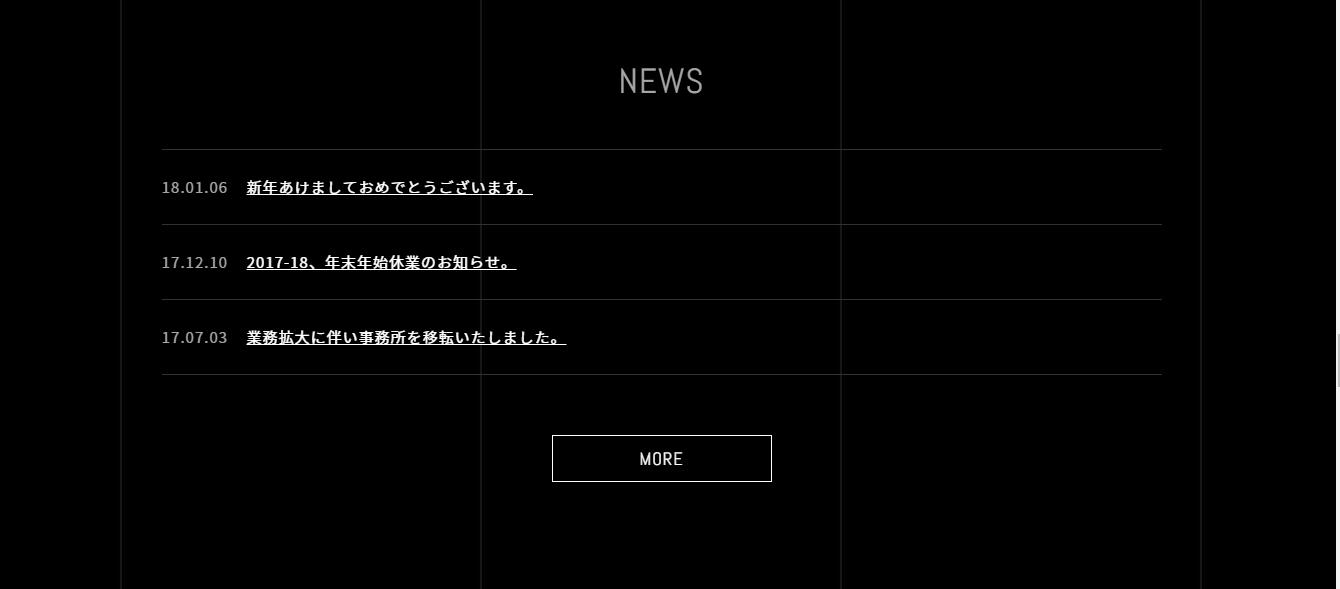 NEWS
18.01.06 新年あけましておめでとうございます。
17.12.10 2017-18、年末年始休業のお知らせ。
17.07.03 業務拡大に伴い事務所を移転いたしました。
MORE